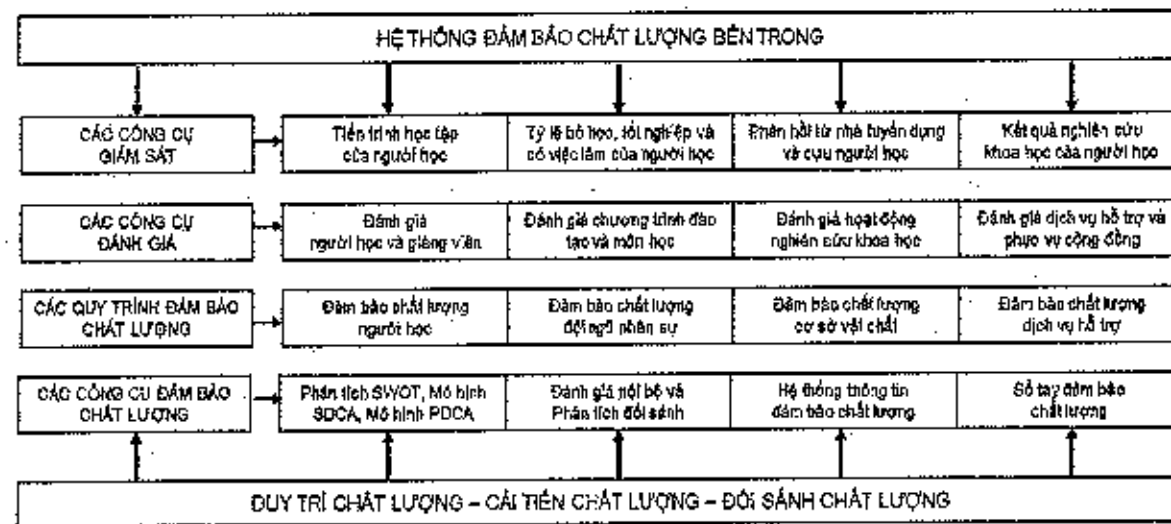 HỆ THỐNG ĐẢM BẢO CHẤT LƯỢNG BÊN TRONG
CÁC CÔNG CỤ
GIÁM SÁT
Tiến trình học tập
của người học
Tỷ lệ bỏ học, tốt nghiệp và
có việc làm của người học
Phản hồi từ nhà tuyển dụng
và cựu người học
Kết quả nghiên cứu
khoa học của người học
CÁC CÔNG CỤ
ĐÁNH GIÁ
Đánh giá
người học và giảng viên
Đánh giá chương trình đào
tạo và môn học
Đánh giá hoạt động
nghiên cứu khoa học
Đánh giá dịch vụ hỗ trợ và
phục vụ cộng đồng
CÁC QUY TRÌNH ĐẢM BẢO
CHẤT LƯỢNG
Đảm bảo chất lượng
người học
Đảm bảo chất lượng
đội ngũ nhân sự
Đảm bảo chất lượng
cơ sở vật chất
Đảm bảo chất lượng
dịch vụ hỗ trợ
CÁC CÔNG CỤ ĐẢM BẢO
CHẤT LƯỢNG
Phân tích SWOT, Mô hình
SDCA, Mô hình PDCA
Đánh giá nội bộ và
Phân tích đối sánh
Hệ thống thông tin
đảm bảo chất lượng
Sổ tay đảm bảo
chất lượng
DUY TRÌ CHẤT LƯỢNG – CẢI TIẾN CHẤT LƯỢNG – ĐỐI SÁNH CHẤT LƯỢNG